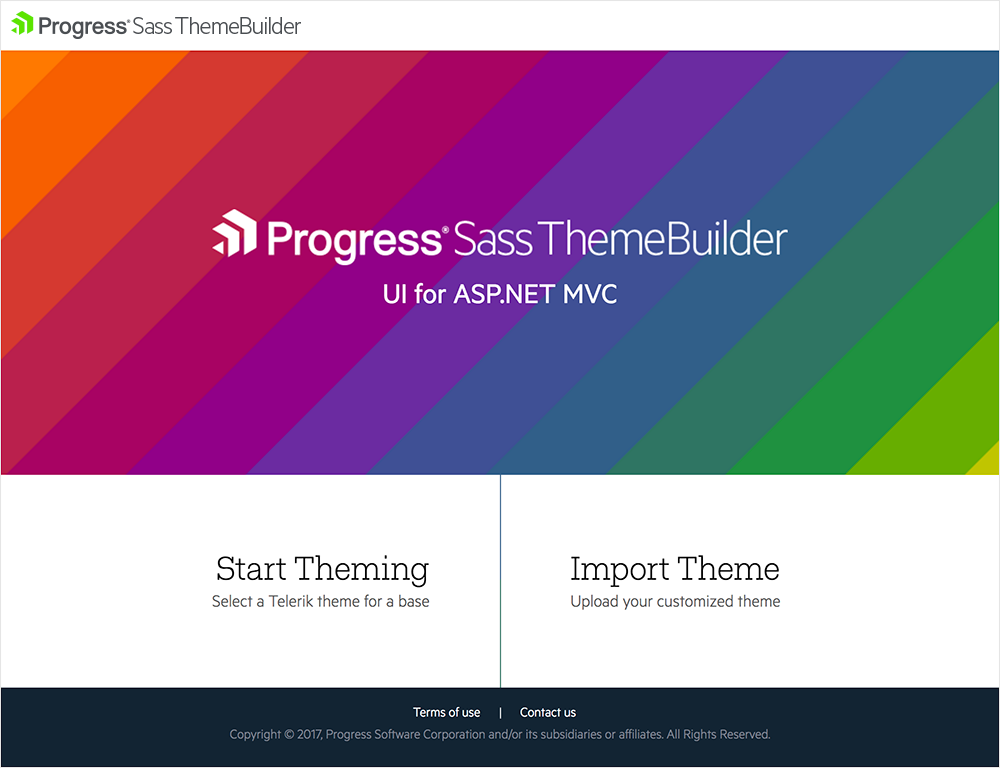 Progress® Sass ThemeBuilder
Progress® Sass ThemeBuilder
UI for ASP.NET MVC
Start Theming
Select a Telerik theme for a base
Import Theme
Upload your customized theme
Terms of use | Contact us
Copyright © 2017, Progress Software Corporation and/or its subsidiaries or affiliates. All Rights Reserved.